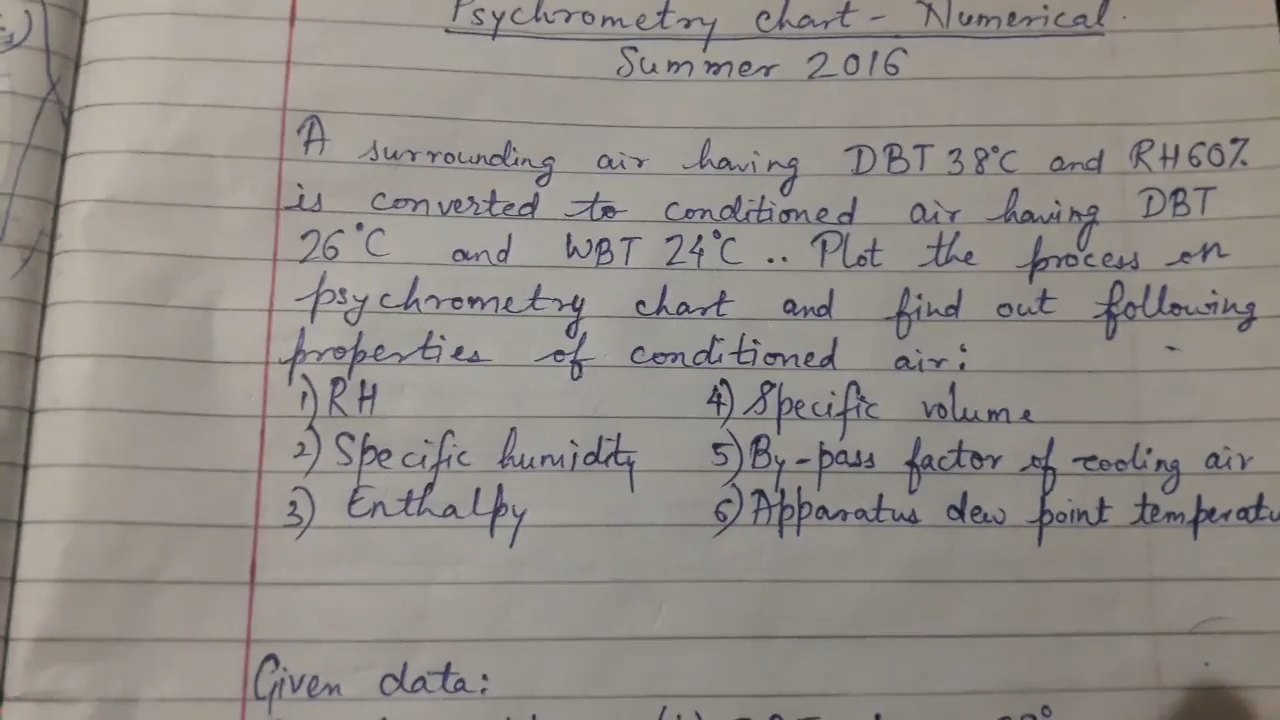 Psychrometry chart - Numerical.
Summer 2016
A surrounding air having DBT 38°C and RH 60%
is converted to conditioned air having DBT
26°C and WBT 24°C .. Plot the process on
psychrometry chart and find out following
properties of conditioned air:
1) RH
2) Specific humidity
3) Enthalpy
4) Specific volume
5) By-pass factor of cooling air
6) Apparatus dew point temperatu
Given data: